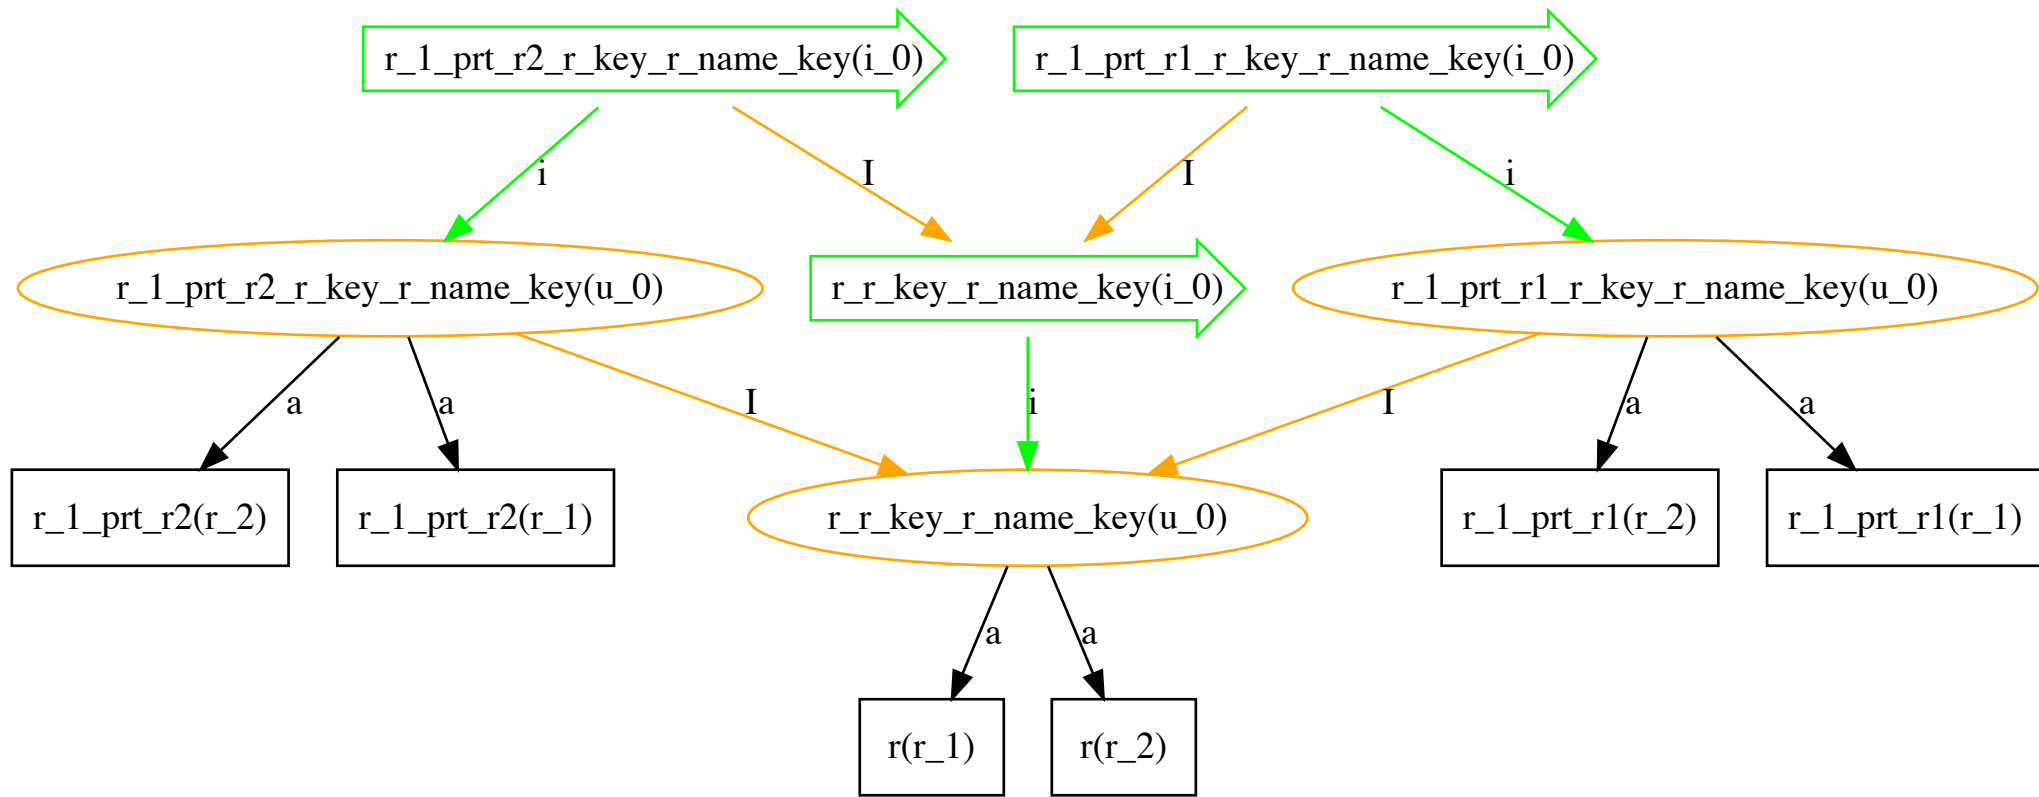 r_1_prt_r2_r_key_r_name_key(i_0)
r_1_prt_r1_r_key_r_name_key(i_0)
i
I
I
i
r_1_prt_r2_r_key_r_name_key(u_0)
r_r_key_r_name_key(i_0)
r_1_prt_r1_r_key_r_name_key(u_0)
a
a
I
i
I
a
a
r_1_prt_r2(r_2)
r_1_prt_r2(r_1)
r_r_key_r_name_key(u_0)
r_1_prt_r1(r_2)
r_1_prt_r1(r_1)
a
a
r(r_1)
r(r_2)